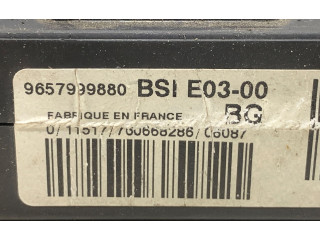 9657999880 BSI E03-00
FABRIQUE EN FRANCE BG
0/11517/760668286/06087